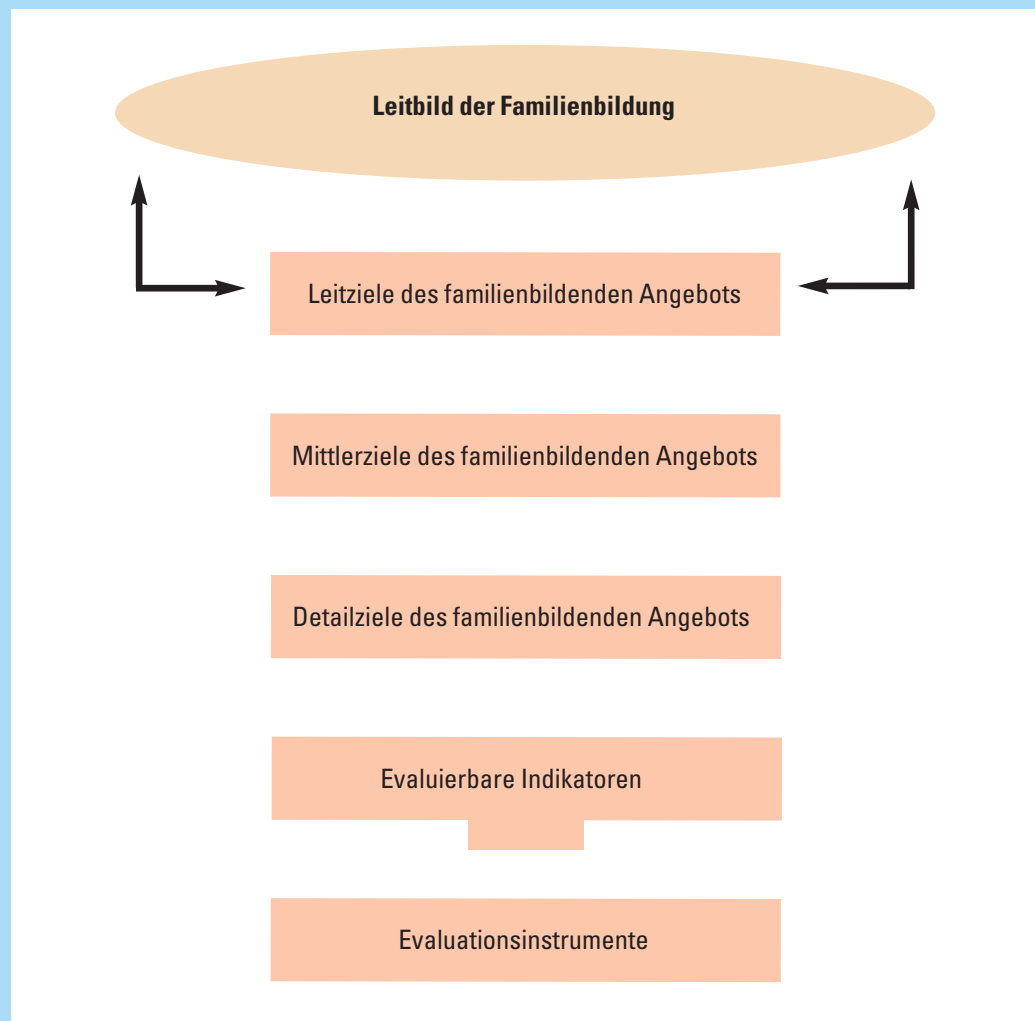 Leitbild der Familienbildung
Leitziele des familienbildenden Angebots
Mittlerziele des familienbildenden Angebots
Detailziele des familienbildenden Angebots
Evaluierbare Indikatoren
Evaluationsinstrumente